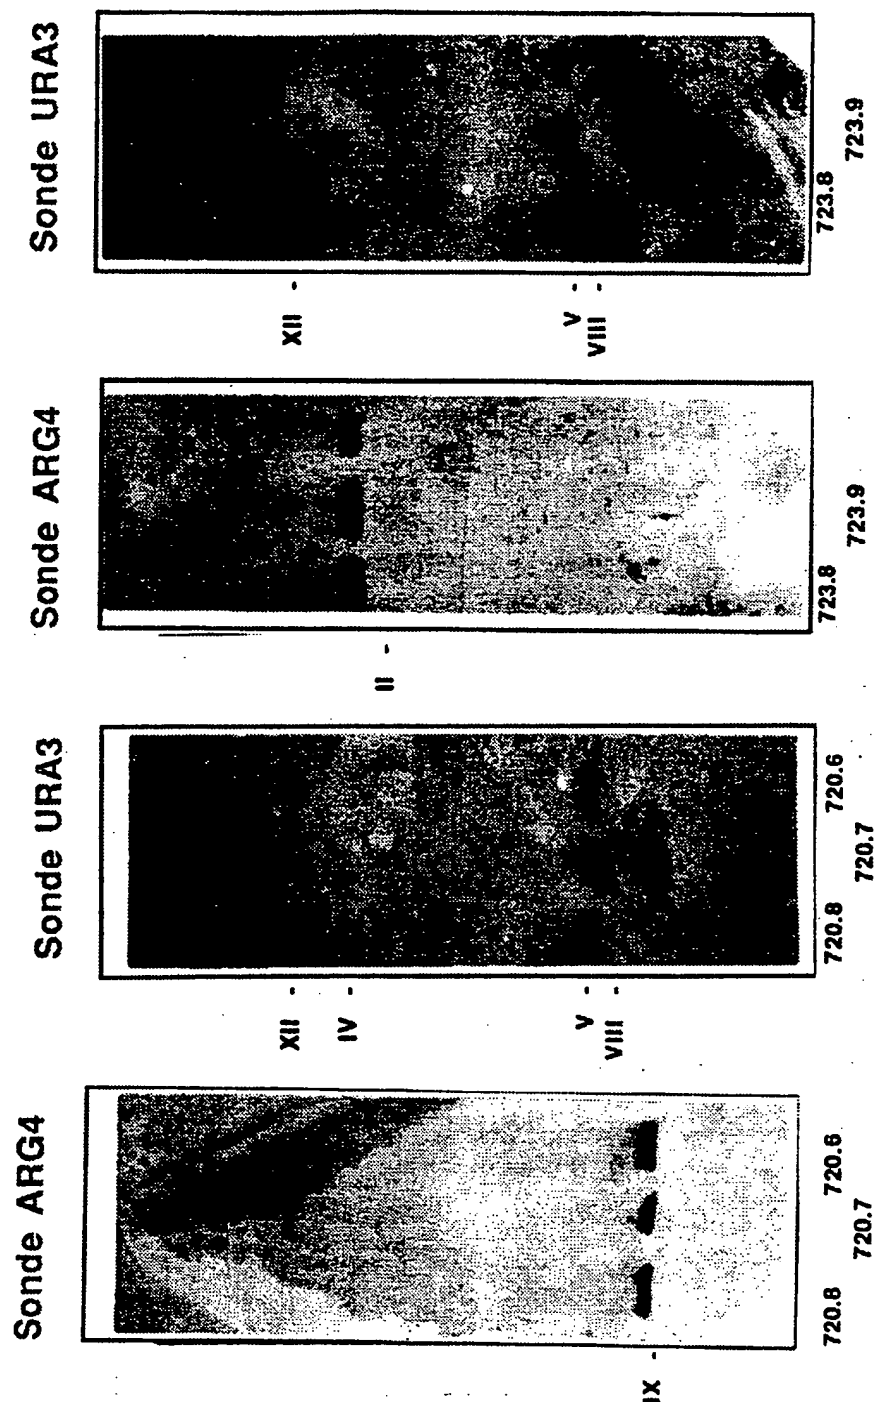 Sonde ARG4
IX
720.8
720.7
720.6
Sonde URA3
XII
IV
V
VIII
720.8
720.7
720.6
Sonde ARG4
II
723.8
723.9
Sonde URA3
XII
V
VIII
723.8
723.9